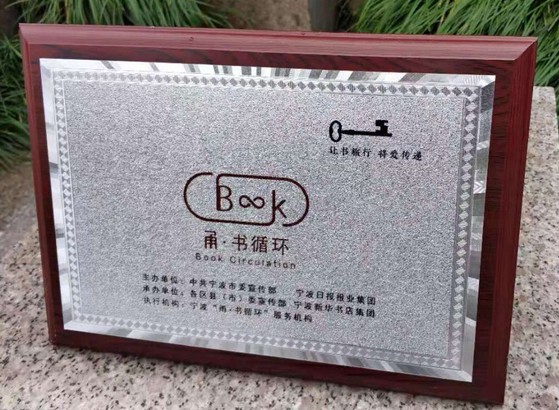 让书旅行 将爱传递
Book
甬·书循环
Book Circulation
主办单位：中共宁波市委宣传部 宁波日报报业集团
承办单位：各区县（市）委宣传部 宁波新华书店集团
执行机构：宁波“甬·书循环”服务机构